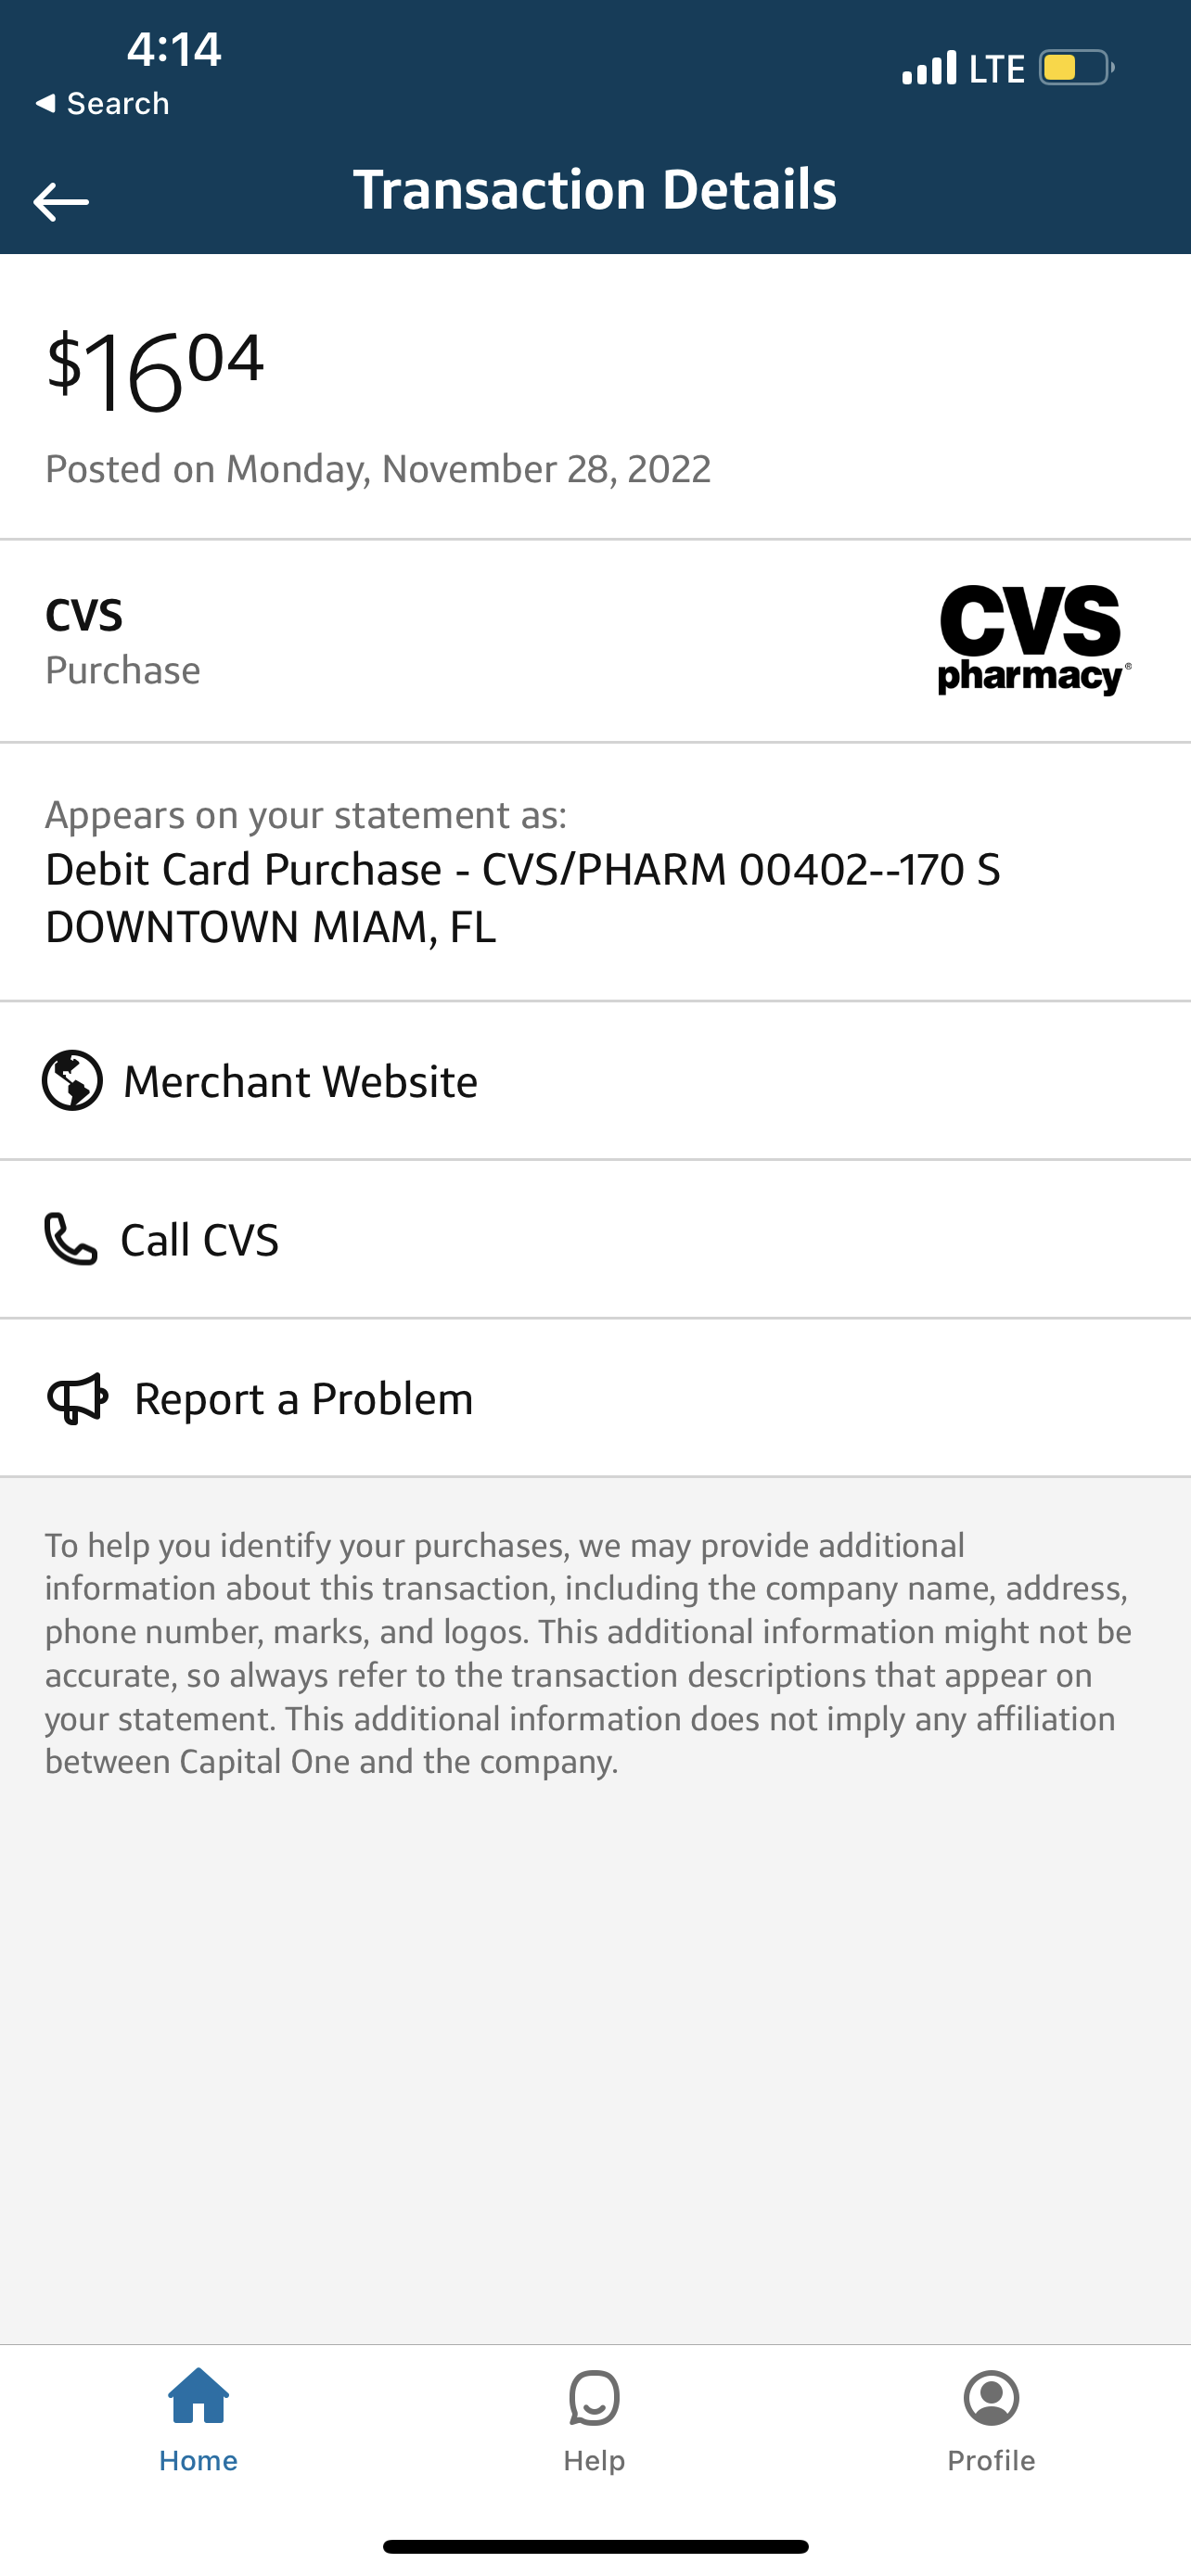 4:14
LTE
◀ Search
Transaction Details
$16 04
Posted on Monday, November 28, 2022
CVS
Purchase
CVS
pharmacy®
Appears on your statement as:
Debit Card Purchase - CVS/PHARM 00402--170 S
DOWNTOWN MIAM, FL
Merchant Website
Call CVS
Report a Problem
To help you identify your purchases, we may provide additional
information about this transaction, including the company name, address,
phone number, marks, and logos. This additional information might not be
accurate, so always refer to the transaction descriptions that appear on
your statement. This additional information does not imply any affiliation
between Capital One and the company.
Home
Help
Profile